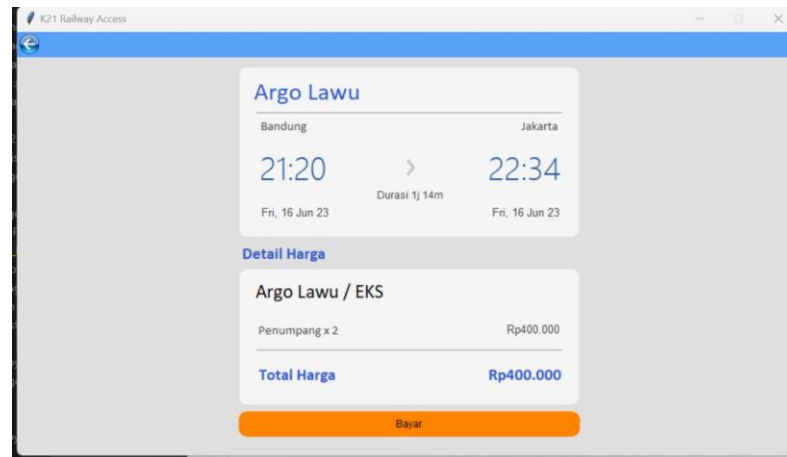 K21 Railway Access
Argo Lawu
Bandung Jakarta
21:20 > 22:34
Durasi 1j 14m
Fri, 16 Jun 23 Fri, 16 Jun 23
Detail Harga
Argo Lawu / EKS
Penumpang x 2 Rp400.000
Total Harga Rp400.000
Bayar